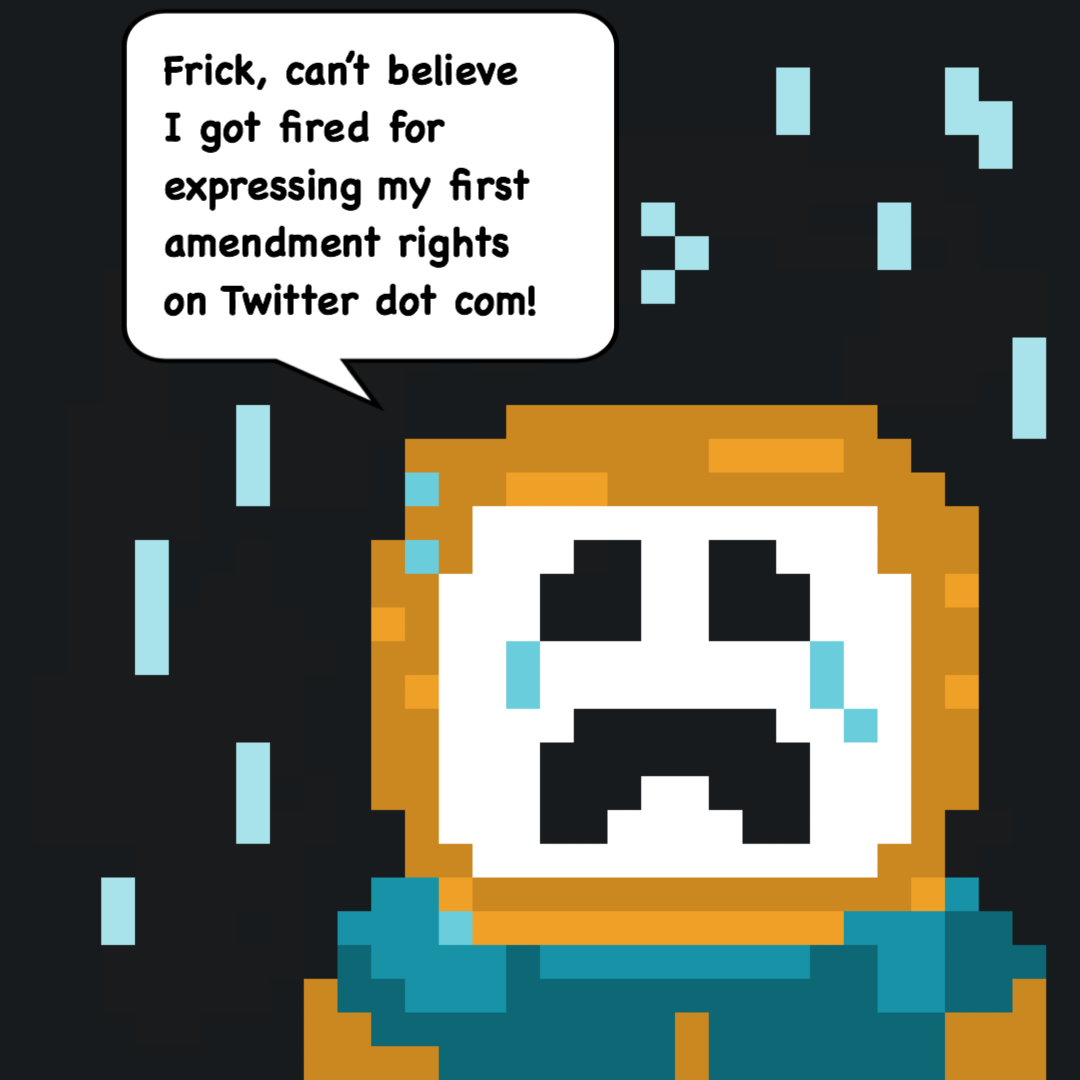 Frick, can't believe
I got fired for
expressing my first
amendment rights
on Twitter dot com!